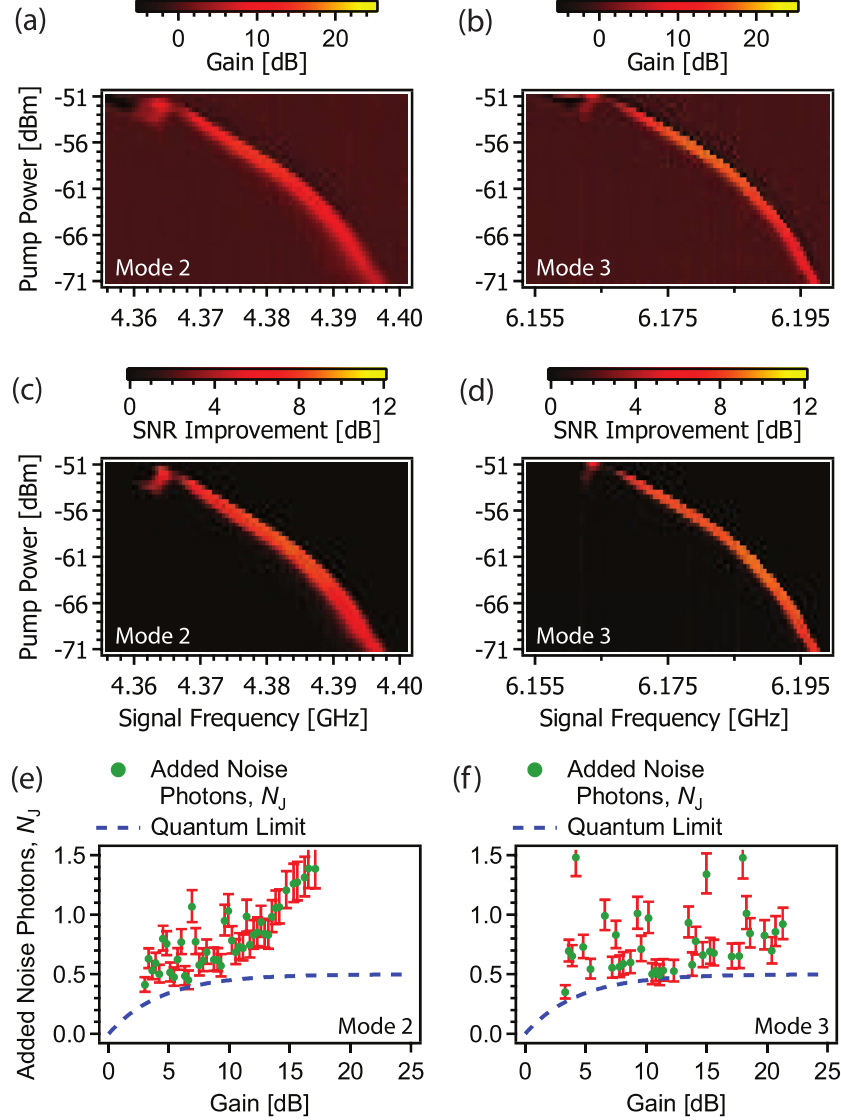 (a)
0 10 20
Gain [dB]
(b)
0 10 20
Gain [dB]
Pump Power [dBm]
-51
-56
-61
-66
-71
Mode 2
4.36 4.37 4.38 4.39 4.40
-51
-56
-61
-66
-71
Mode 3
6.155 6.175 6.195
(c)
0 4 8 12
SNR Improvement [dB]
(d)
0 4 8 12
SNR Improvement [dB]
Pump Power [dBm]
-51
-56
-61
-66
-71
Mode 2
4.36 4.37 4.38 4.39 4.40
Signal Frequency [GHz]
-51
-56
-61
-66
-71
Mode 3
6.155 6.175 6.195
Signal Frequency [GHz]
(e)
Added Noise
Photons, NJ
Quantum Limit
Added Noise Photons, NJ
1.5
1.0
0.5
0.0
Mode 2
0 5 10 15 20 25
Gain [dB]
(f)
Added Noise
Photons, NJ
Quantum Limit
1.5
1.0
0.5
0.0
Mode 3
0 5 10 15 20 25
Gain [dB]